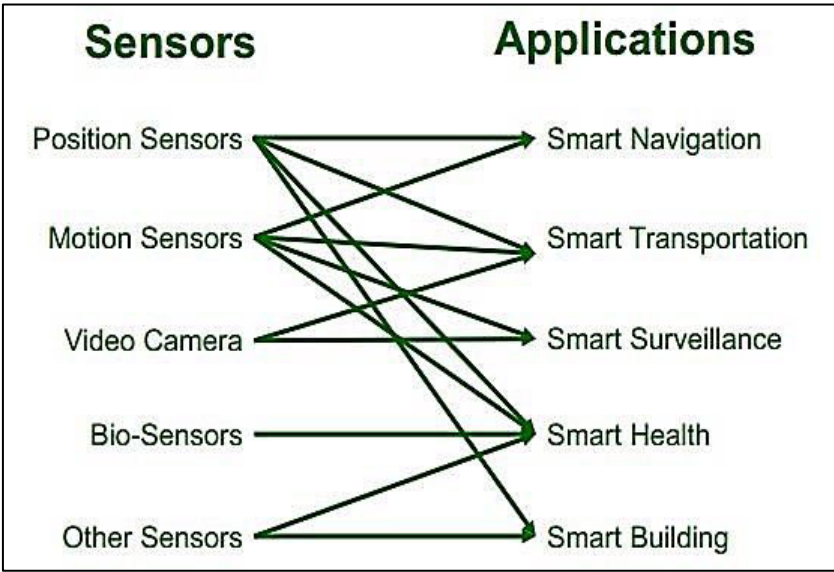 Sensors
Applications
Position Sensors
Smart Navigation
Motion Sensors
Smart Transportation
Video Camera
Smart Surveillance
Bio-Sensors
Smart Health
Other Sensors
Smart Building